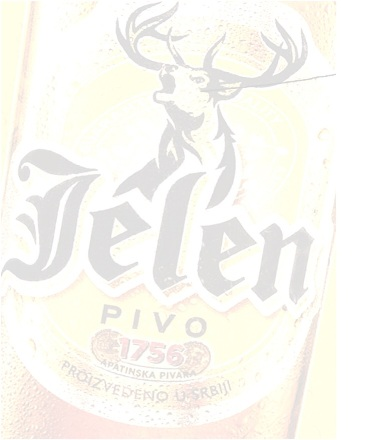 Jelen
PIVO
1756
APATINSKA PIVARA
PROIZVEDENO U SRBIJI